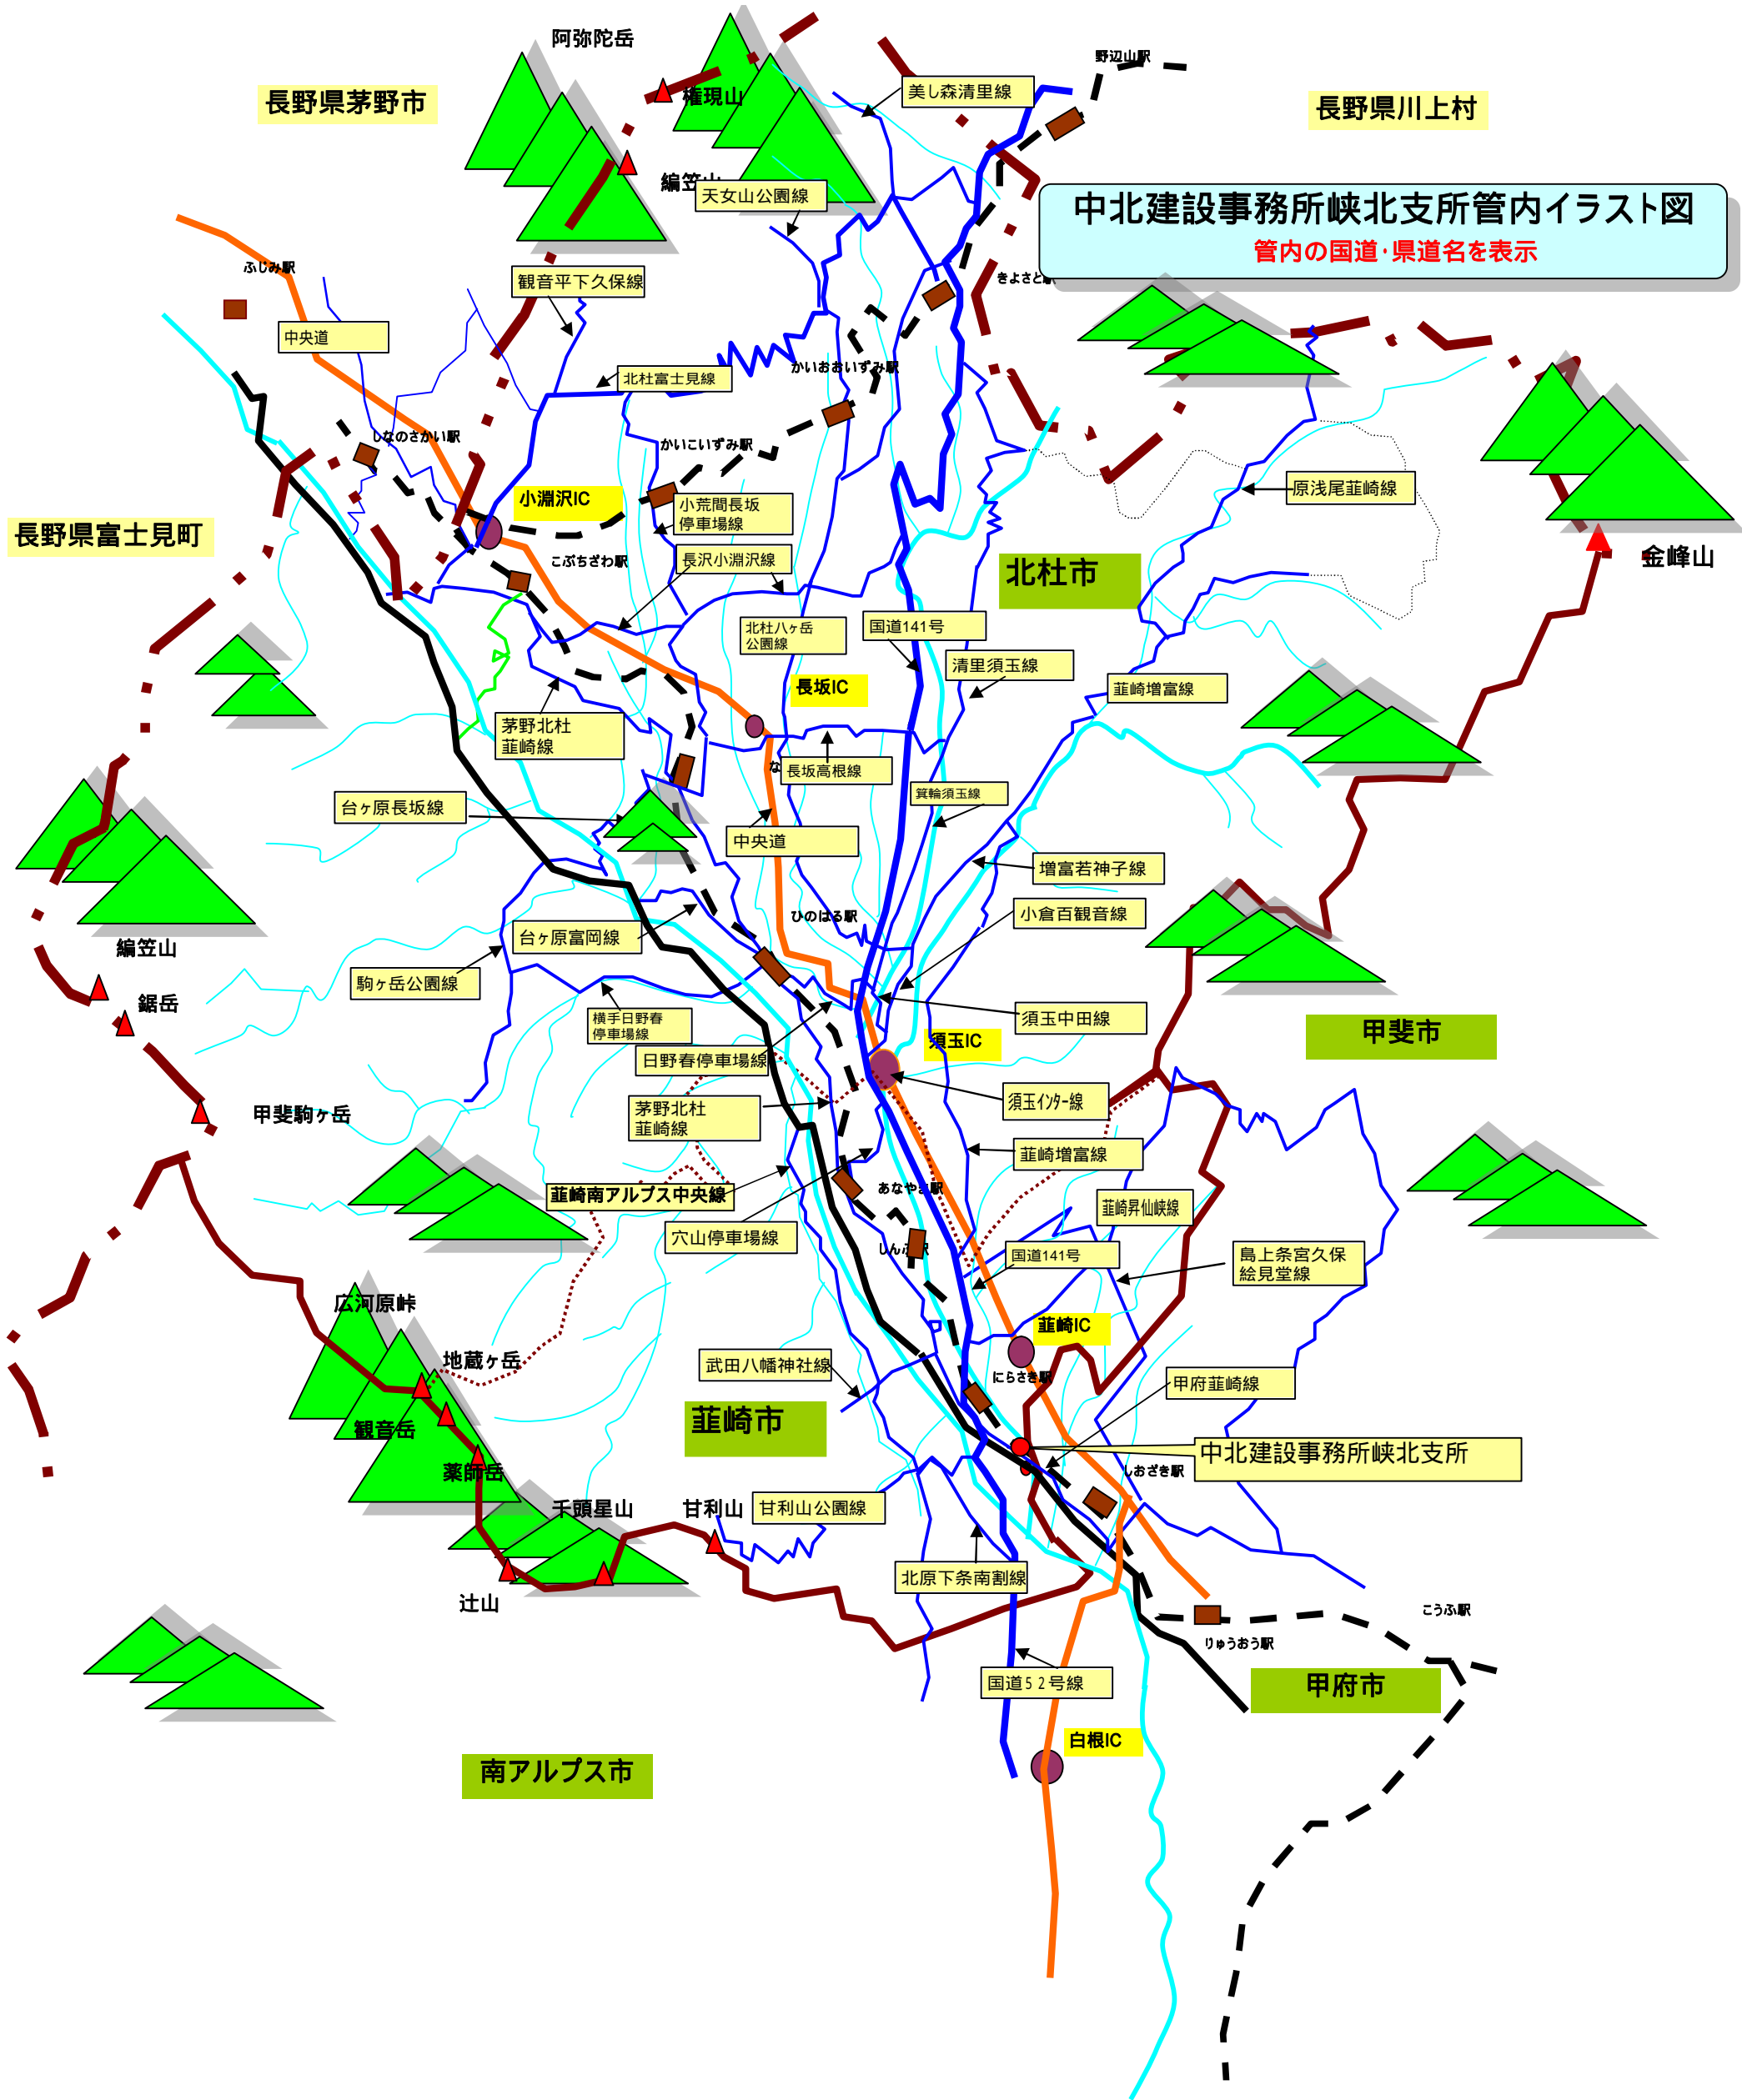 阿弥陀岳
野辺山駅
権現山
美し森清里線
長野県茅野市
長野県川上村
編笠山
天女山公園線
中北建設事務所峡北支所管内イラスト図
管内の国道・県道名を表示
ふじみ駅
観音平下久保線
きよさと駅
中央道
北杜富士見線
かいおおいずみ駅
しなのさかい駅
かいこいずみ駅
小淵沢IC
小荒間長坂
停車場線
原浅尾韮崎線
長野県富士見町
こぶちざわ駅
長沢小淵沢線
北杜市
金峰山
北杜八ヶ岳
公園線
国道141号
清里須玉線
長坂IC
韮崎増富線
茅野北杜
韮崎線
な
長坂高根線
台ヶ原長坂線
箕輪須玉線
中央道
増富若神子線
ひのはる駅
小倉百観音線
台ヶ原富岡線
編笠山
駒ヶ岳公園線
鋸岳
横手日野春
停車場線
須玉中田線
日野春停車場線
須玉IC
甲斐市
甲斐駒ヶ岳
茅野北杜
韮崎線
須玉インター線
韮崎増富線
韮崎南アルプス中央線
あなやま駅
韮崎昇仙峡線
穴山停車場線
しんぷ駅
国道141号
島上条宮久保
絵見堂線
広河原峠
韮崎IC
地蔵ヶ岳
武田八幡神社線
にらさき駅
甲府韮崎線
観音岳
韮崎市
中北建設事務所峡北支所
薬師岳
しおざき駅
千頭星山
甘利山
甘利山公園線
北原下条南割線
辻山
こうふ駅
りゅうおう駅
国道52号線
甲府市
白根IC
南アルプス市